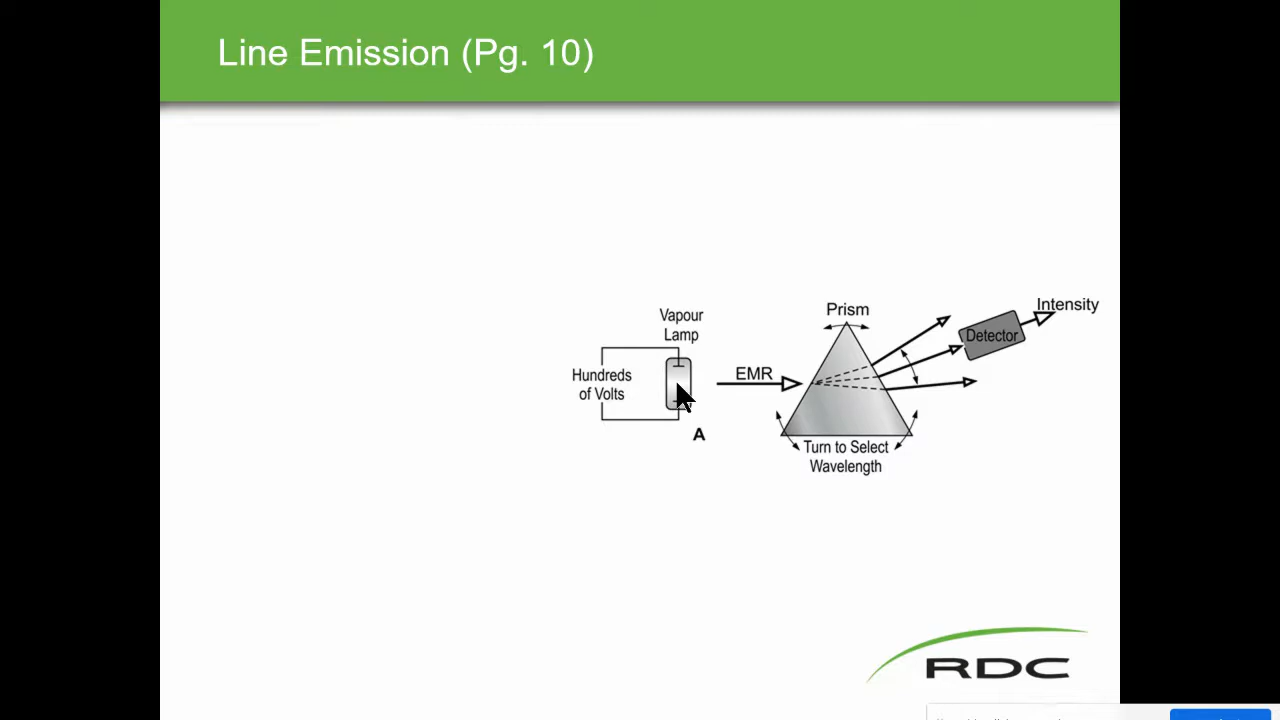 Line Emission (Pg. 10)
Vapour
Lamp
Hundreds
of Volts
A
EMR
Prism
Turn to Select
Wavelength
Detector
Intensity
RDC